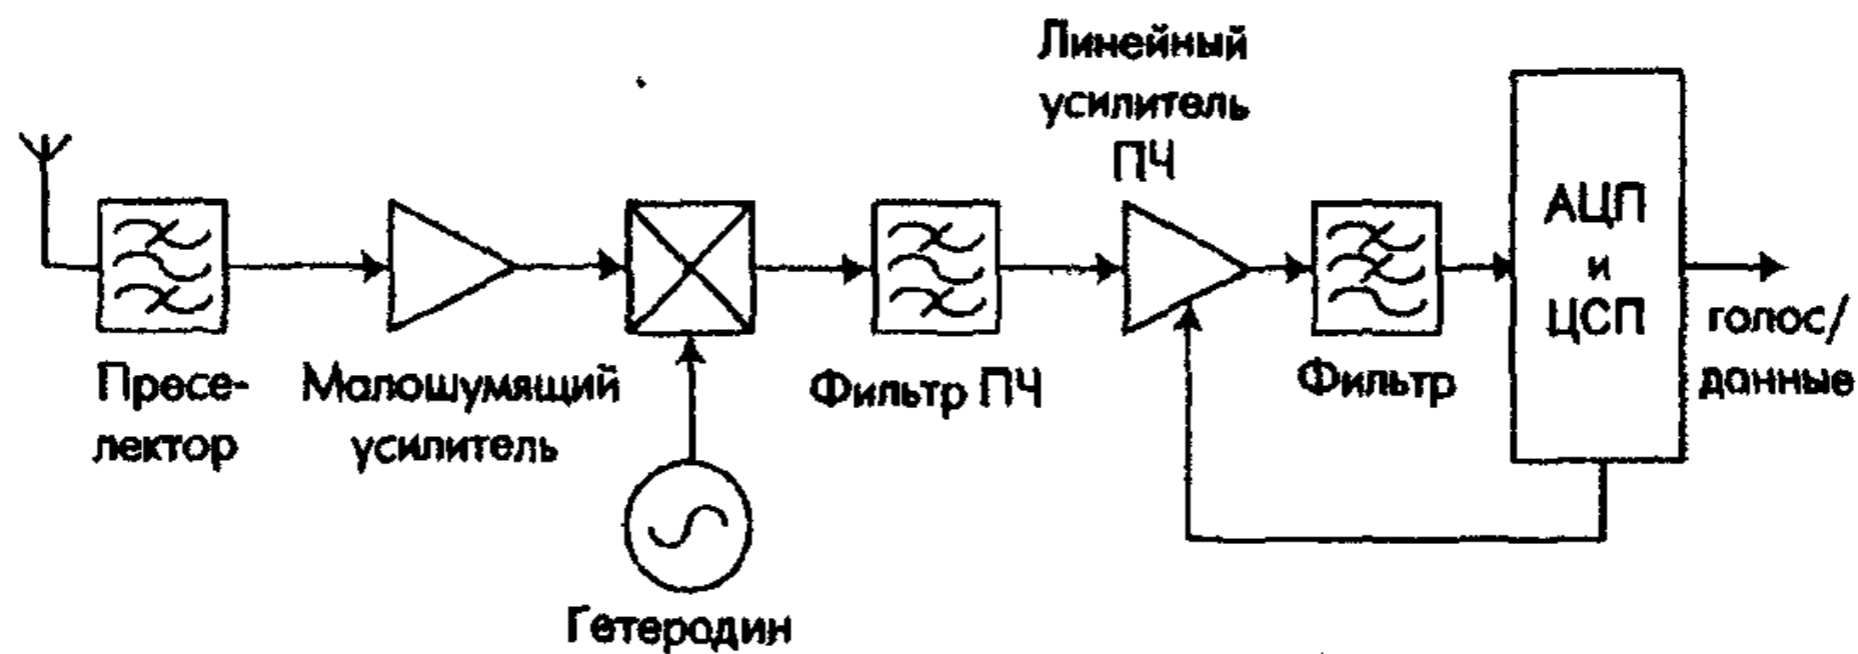 Линейный
усилитель
ПЧ
АЦП
и
ЦСП
голос/
данные
Пресе-
лектор
Малошумящий
усилитель
Фильтр ПЧ
Фильтр
Гетеродин